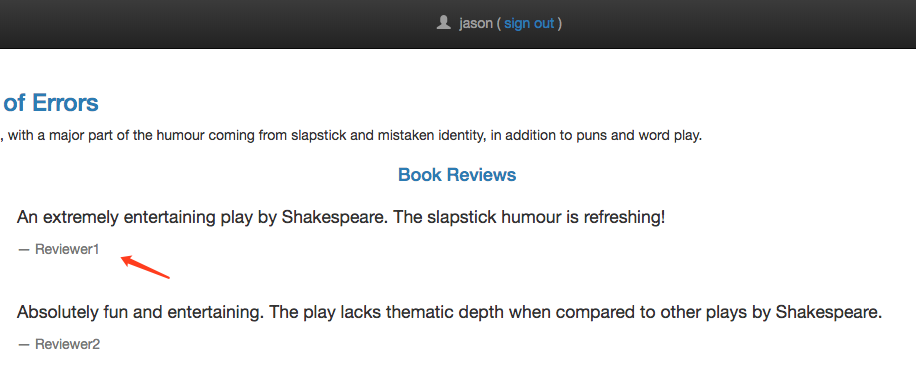 jason ( sign out )
of Errors
, with a major part of the humour coming from slapstick and mistaken identity, in addition to puns and word play.
Book Reviews
An extremely entertaining play by Shakespeare. The slapstick humour is refreshing!
— Reviewer1
Absolutely fun and entertaining. The play lacks thematic depth when compared to other plays by Shakespeare.
— Reviewer2